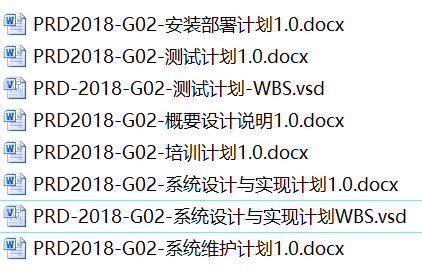 PRD2018-G02-安装部署计划1.0.docx
PRD2018-G02-测试计划1.0.docx
PRD-2018-G02-测试计划-WBS.vsd
PRD2018-G02-概要设计说明1.0.docx
PRD2018-G02-培训计划1.0.docx
PRD2018-G02-系统设计与实现计划1.0.docx
PRD-2018-G02-系统设计与实现计划WBS.vsd
PRD2018-G02-系统维护计划1.0.docx